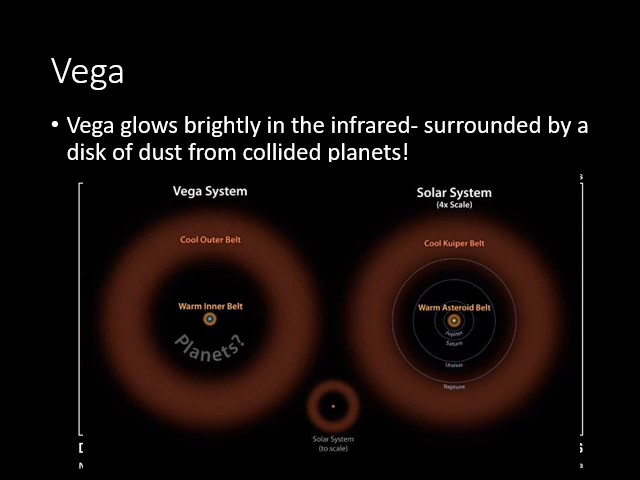 Vega
• Vega glows brightly in the infrared- surrounded by a
disk of dust from collided planets!
Vega System
Solar System
(4x Scale)
Cool Outer Belt
Cool Kuiper Belt
Warm Inner Belt
Warm Asteroid Belt
Planets?
Jupiter
Saturn
Uranus
Neptune
Solar System
(to scale)